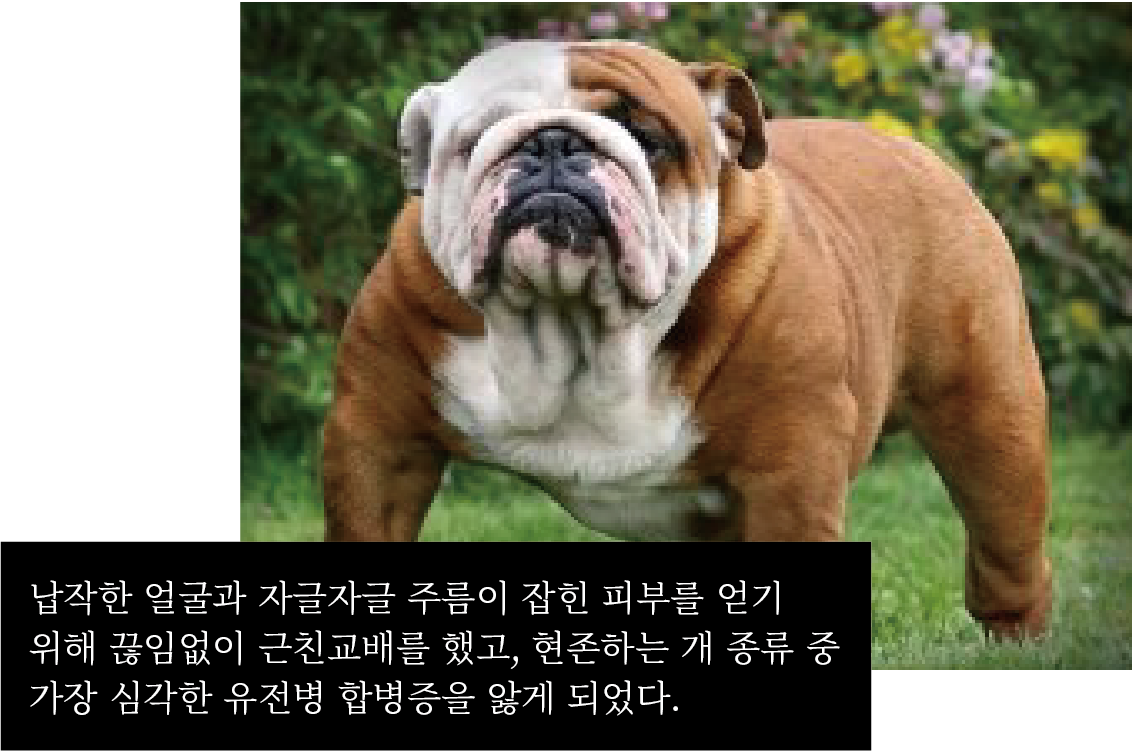 납작한 얼굴과 자글자글 주름이 잡힌 피부를 얻기
위해 끊임없이 근친교배를 했고, 현존하는 개 종류 중
가장 심각한 유전병 합병증을 앓게 되었다.